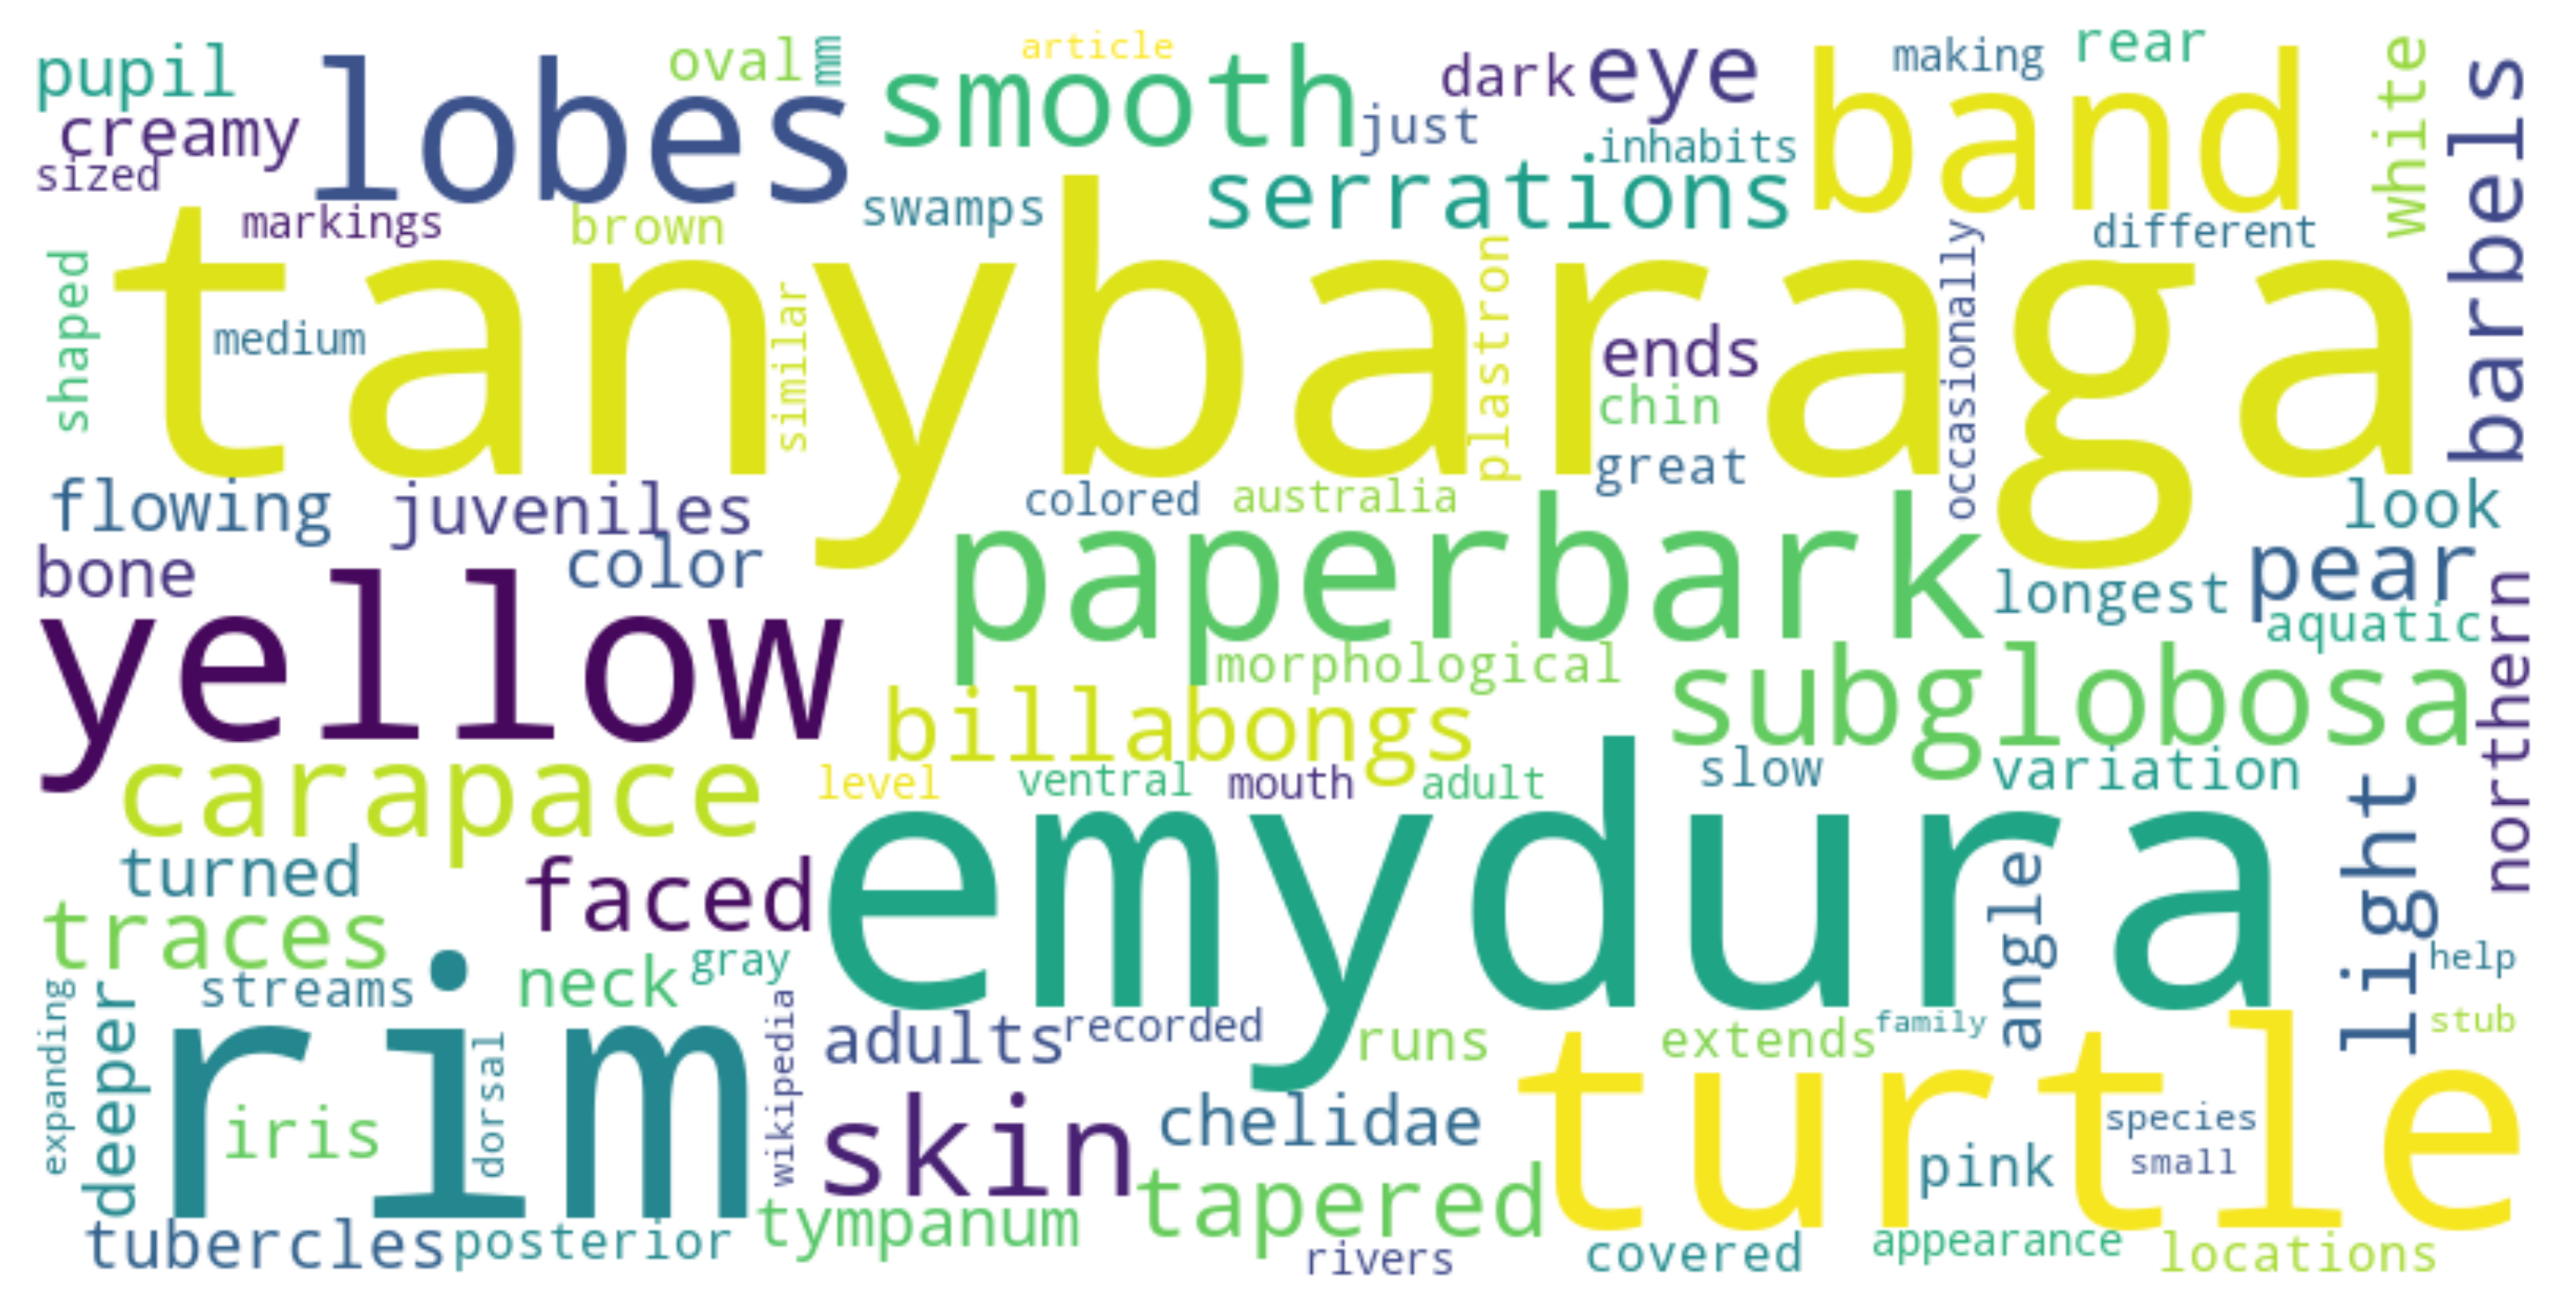 pupil
lobes
oval
mm
article
smooth
dark
eye
making
rear
band
white
barbels
creamy
just
inhabits
sized
markings
brown
swamps
serrations
different
tanybaraga
shaped
medium
similar
plastron
ends
chin
great
occasionally
flowing
juveniles
colored
australia
look
bone
color
paperbark
longest
pear
aquatic
northern
yellow
morphological
subglobosa
billabongs
carapace
level
ventral
mouth
adult
slow
variation
light
turned
faced
emydura
angle
traces
neck
gray
streams
help
expanding
deeper
rim
iris
dorsal
wikipedia
adults
recorded
runs
extends
family
stub
turtle
skin
chelidae
species
small
pink
tapered
tympanum
tubercles
posterior
rivers
covered
appearance
locations